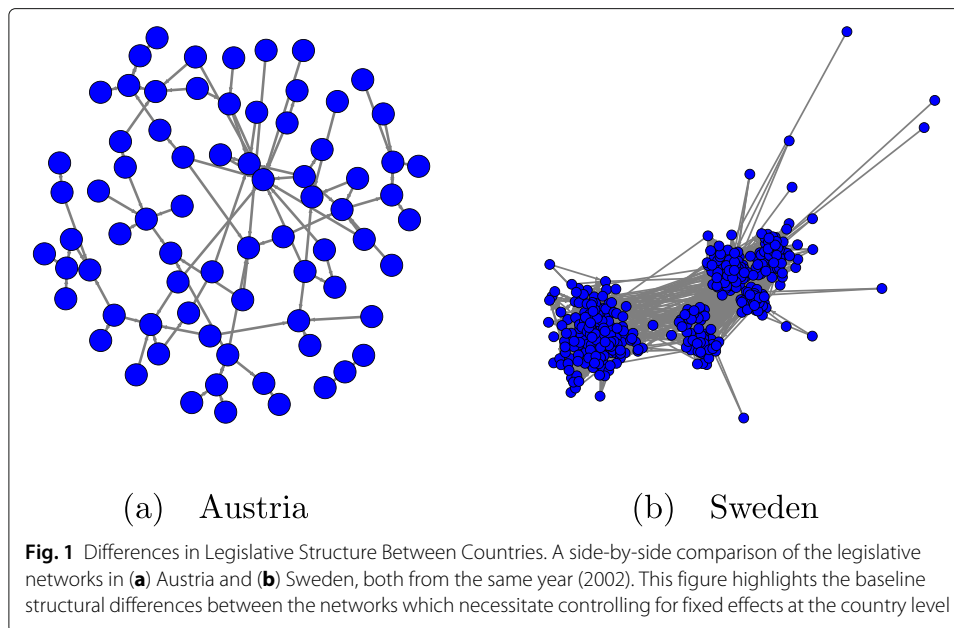 (a) Austria
(b) Sweden
Fig. 1 Differences in Legislative Structure Between Countries. A side-by-side comparison of the legislative
networks in (a) Austria and (b) Sweden, both from the same year (2002). This figure highlights the baseline
structural differences between the networks which necessitate controlling for fixed effects at the country level